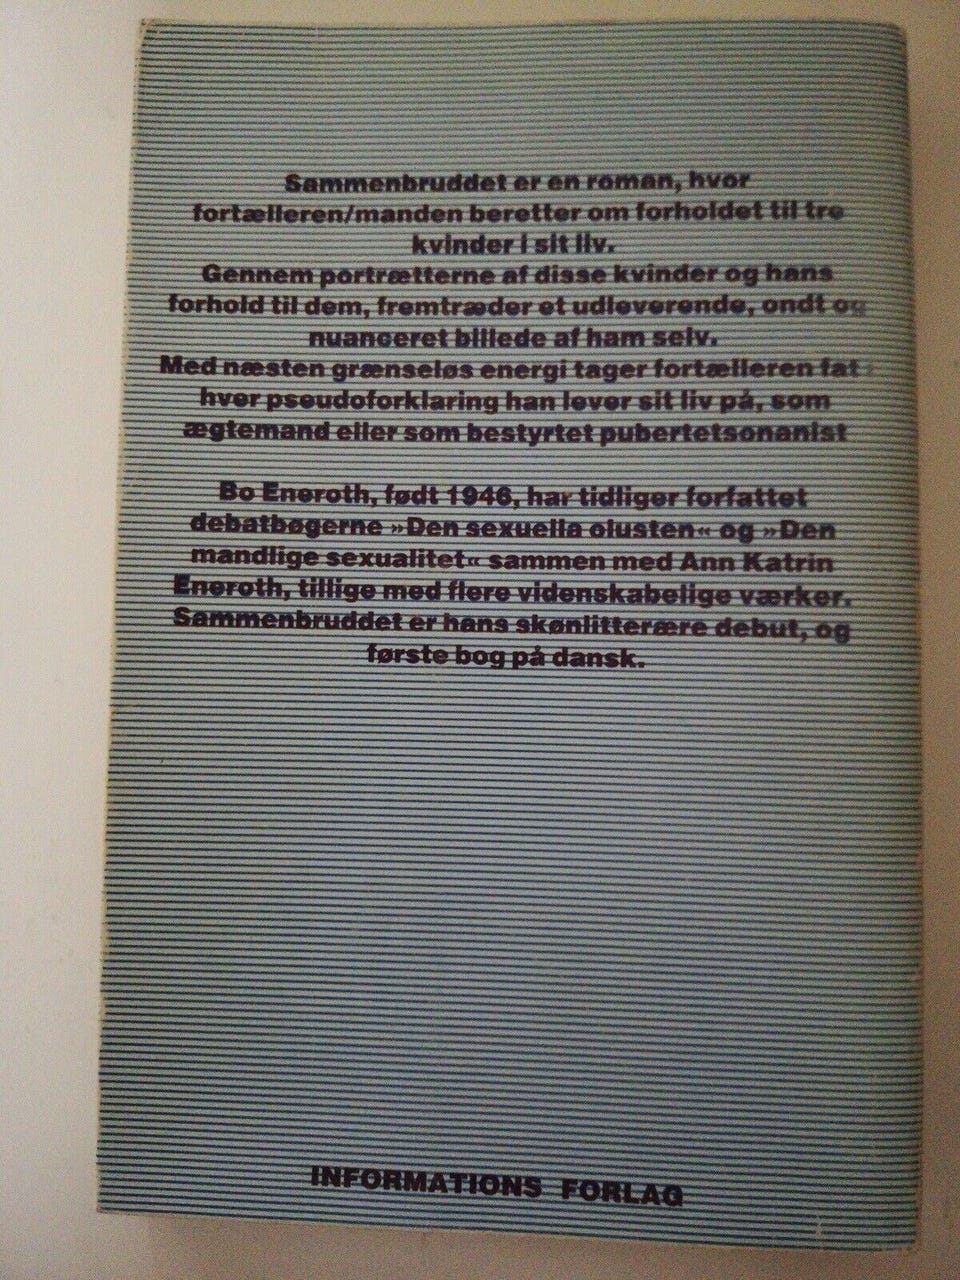 Sammenbruddet er en roman, hvor
fortælleren/manden beretter om forholdet til tre
kvinder i sit liv.
Gennem portrætterne af disse kvinder og hans
forhold til dem, fremtræder et udleverende, ondt og
nuanceret billede af ham selv.
Med næsten grænseløs energi tager fortælleren fat
hver pseudoforklaring han lever sit liv på, som
ægtemand eller som bestyrtet pubertetsonanist
Bo Eneroth, født 1946, har tidliger forfattet
debatbøgerne »Den sexuella olusten« og »Den
mandlige sexualitet« sammen med Ann Katrin
Eneroth, tillige med flere videnskabelige værker.
Sammenbruddet er hans skønlitterære debut, og
første bog på dansk.
INFORMATIONS FORLAG